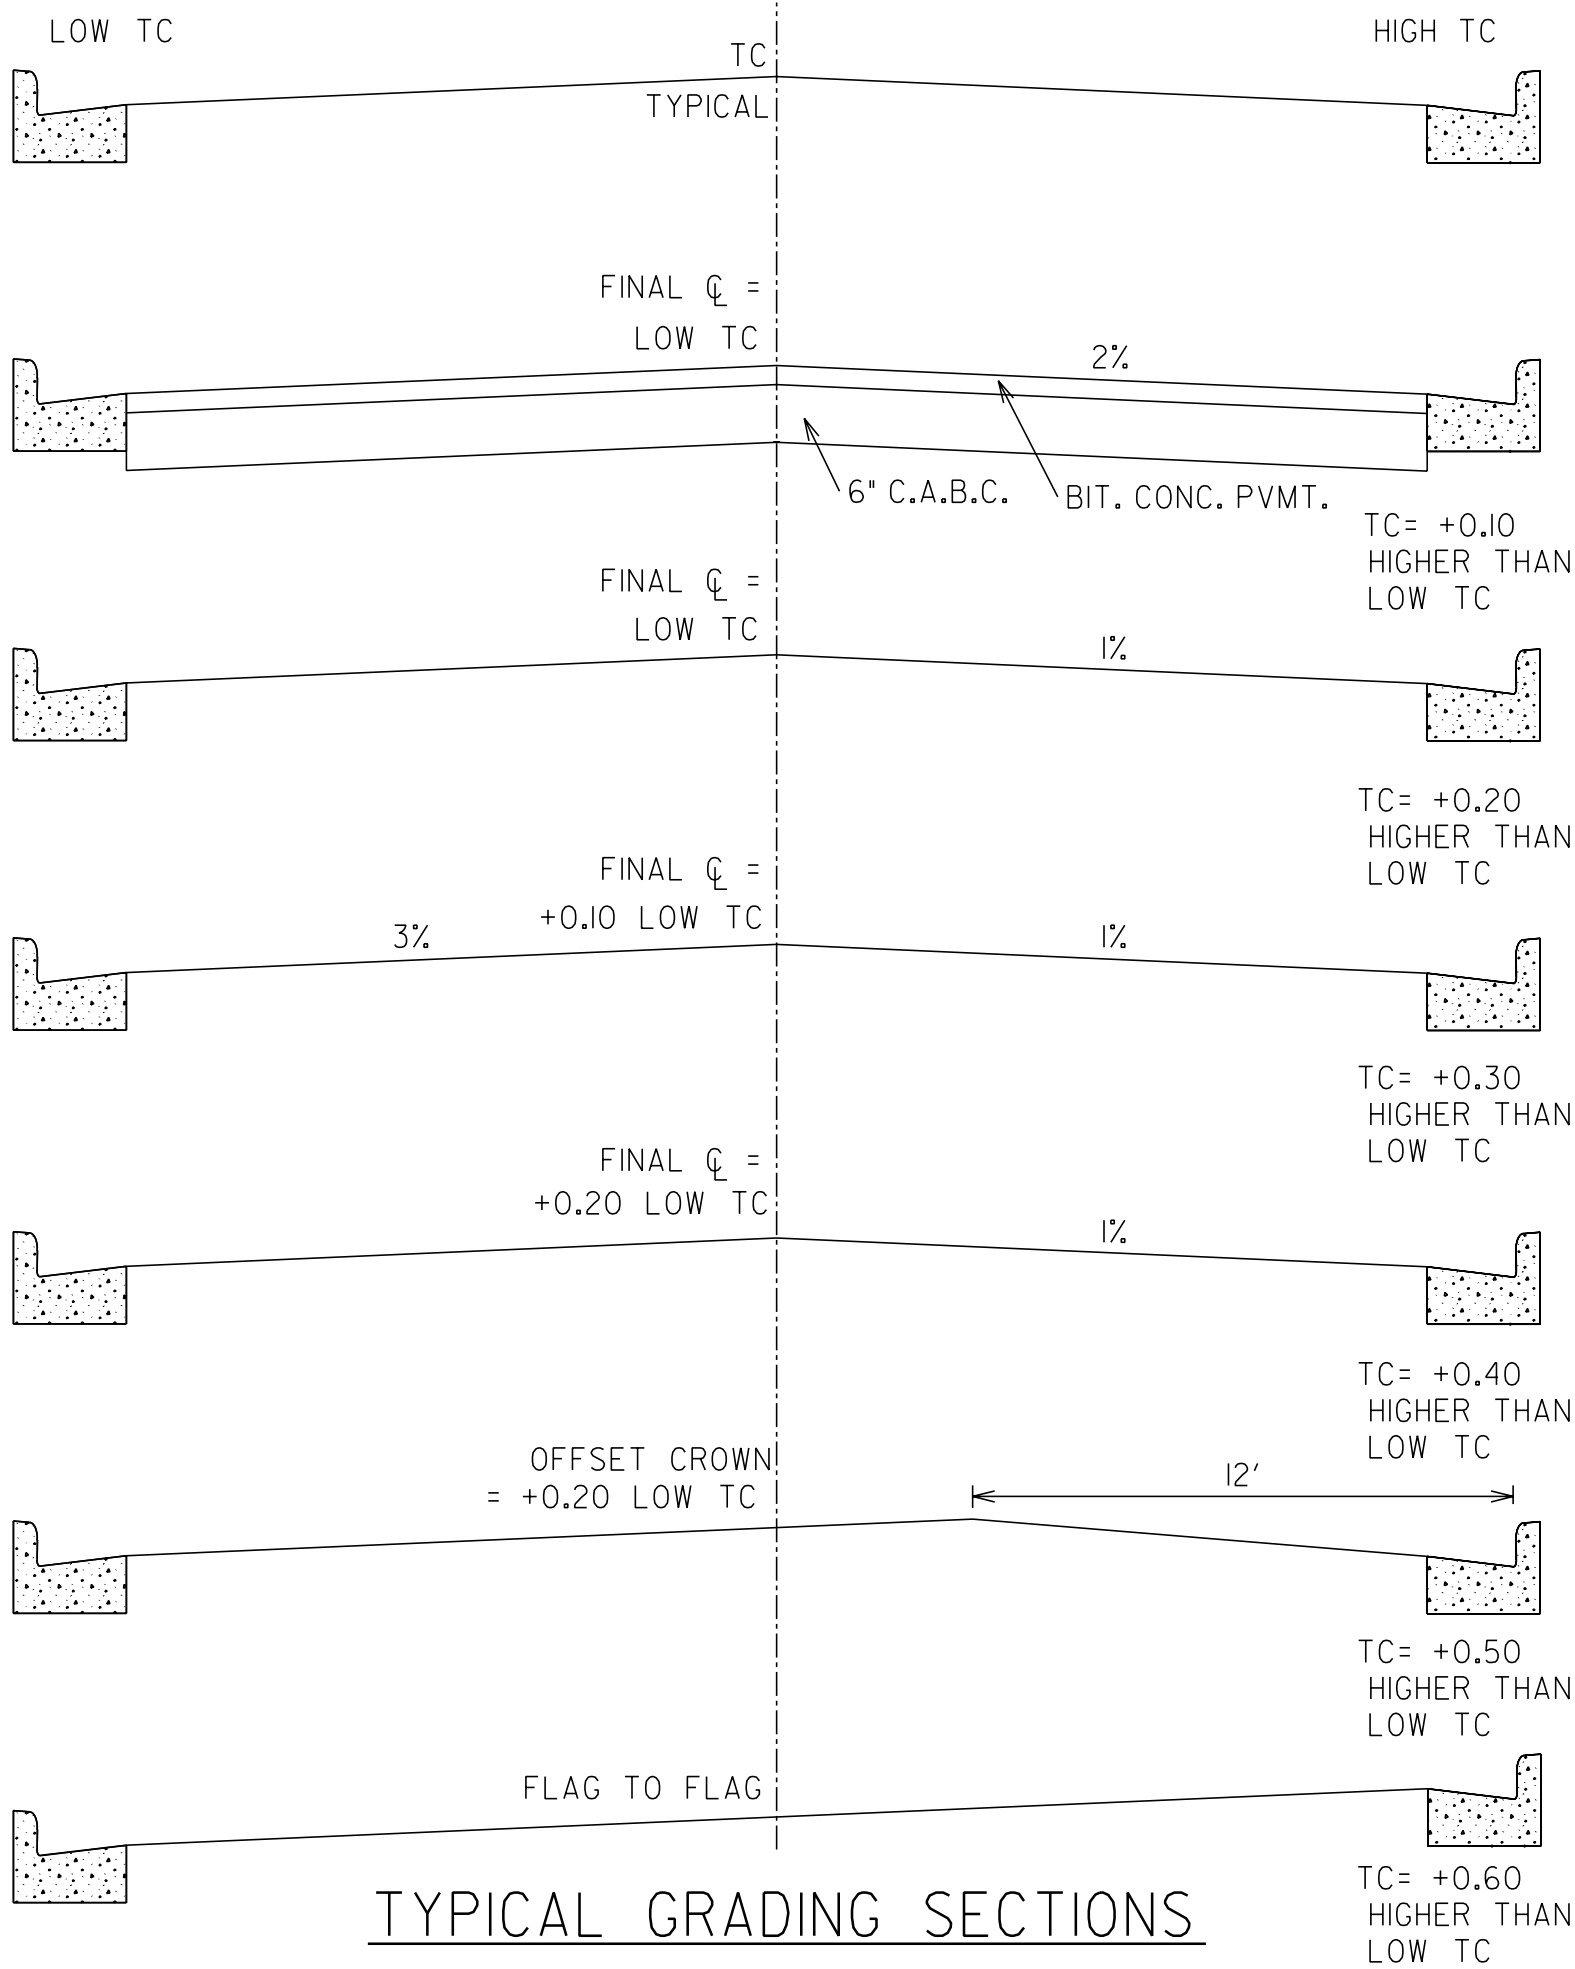 LOW TC
HIGH TC
TC
TYPICAL
FINAL ℄ =
LOW TC
2%
6" C.A.B.C.
BIT. CONC. PVMT.
TC= +0.10
HIGHER THAN
LOW TC
FINAL ℄ =
LOW TC
1%
TC= +0.20
HIGHER THAN
LOW TC
FINAL ℄ =
+0.10 LOW TC
3%
1%
TC= +0.30
HIGHER THAN
LOW TC
FINAL ℄ =
+0.20 LOW TC
1%
TC= +0.40
HIGHER THAN
LOW TC
OFFSET CROWN
= +0.20 LOW TC
12'
TC= +0.50
HIGHER THAN
LOW TC
FLAG TO FLAG
TC= +0.60
HIGHER THAN
LOW TC
TYPICAL GRADING SECTIONS